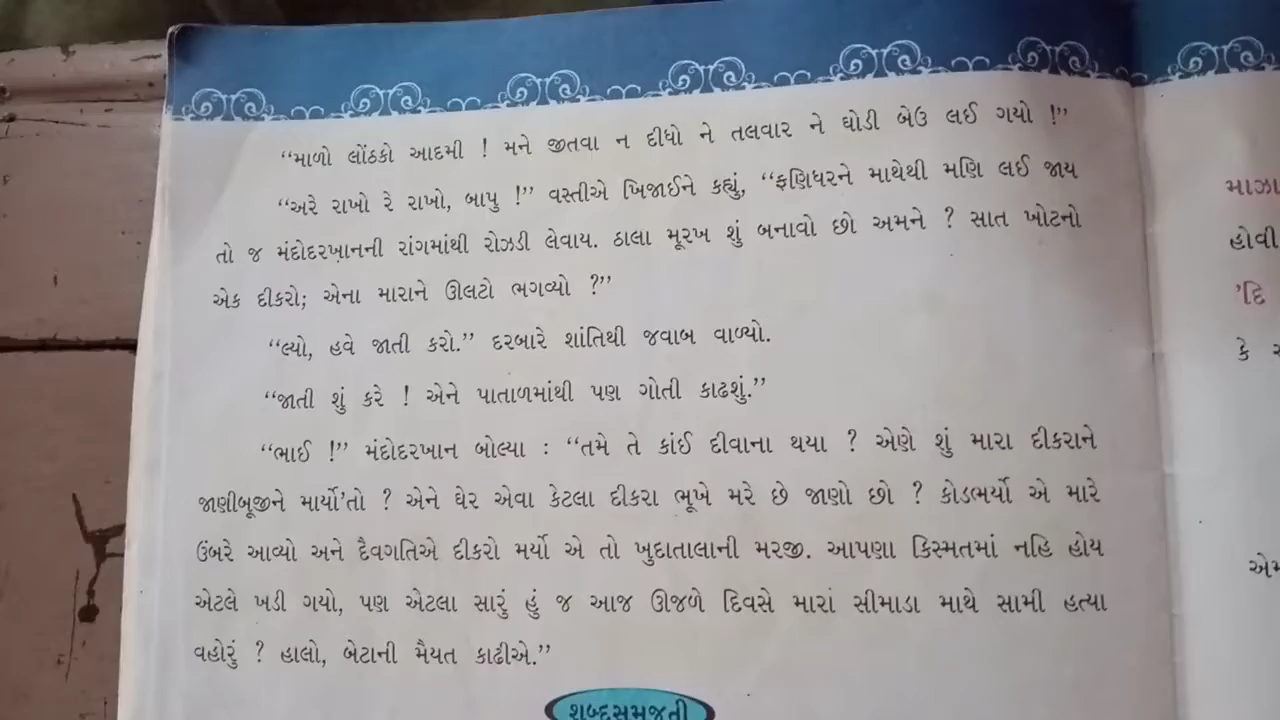 “માળો લોંઠકો આદમી ! મને જીતવા ન દીધો ને તલવાર ને ઘોડી બેઉ લઈ ગયો !”
“અરે રાખો રે રાખો, બાપુ !” વસ્તીએ ખિજાઈને કહ્યું, “ફણિધરને માથેથી મણિ લઈ જાય
તો જ મંદોદરખાનની રાંગમાંથી રોઝડી લેવાય. ઠાલા મૂરખ શું બનાવો છો અમને ? સાત ખોટનો
એક દીકરો; એના મારાને ઊલટો ભગવ્યો ?”
“લ્યો, હવે જાતી કરો.” દરબારે શાંતિથી જવાબ વાળ્યો.
“જાતી શું કરે ! એને પાતાળમાંથી પણ ગોતી કાઢશું.”
“ભાઈ !” મંદોદરખાન બોલ્યા : “તમે તે કાંઈ દીવાના થયા ? એણે શું મારા દીકરાને
જાણીબૂજીને માર્યો'તો ? એને ઘેર એવા કેટલા દીકરા ભૂખે મરે છે જાણો છો ? કોડભર્યો એ મારે
ઉંબરે આવ્યો અને દૈવગતિએ દીકરો મર્યો એ તો ખુદાતાલાની મરજી. આપણા કિસ્મતમાં નહિ હોય
એટલે ખડી ગયો, પણ એટલા સારું હું જ આજ ઊજળે દિવસે મારાં સીમાડા માથે સામી હત્યા
વહોરું ? હાલો, બેટાની મૈયત કાઢીએ.”
શબ્દસમજૂતી
માઝા
હોવી
'દિ
કે